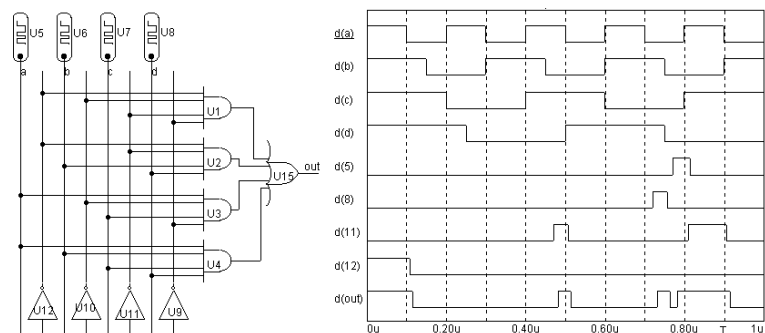 U5 U6 U7 U8
a b c d
U1
U2
U3
U4
U15
out
U12 U10 U11 U9
d(a)
d(b)
d(c)
d(d)
d(5)
d(8)
d(11)
d(12)
d(out)
0u 0.20u 0.40u 0.60u 0.80u T 1u